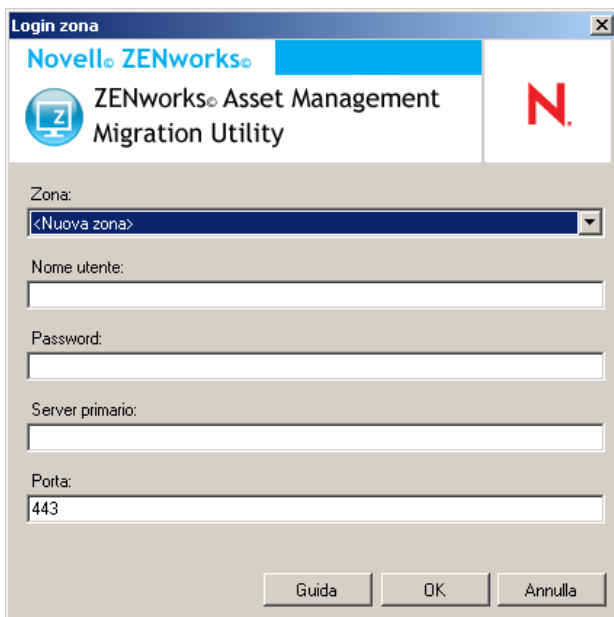 Login zona
Novell© ZENworks©
ZENworks© Asset Management
Migration Utility
Z
N.
Zona:
<Nuova zona>
Nome utente:
Password:
Server primario:
Porta:
443
Guida OK Annulla